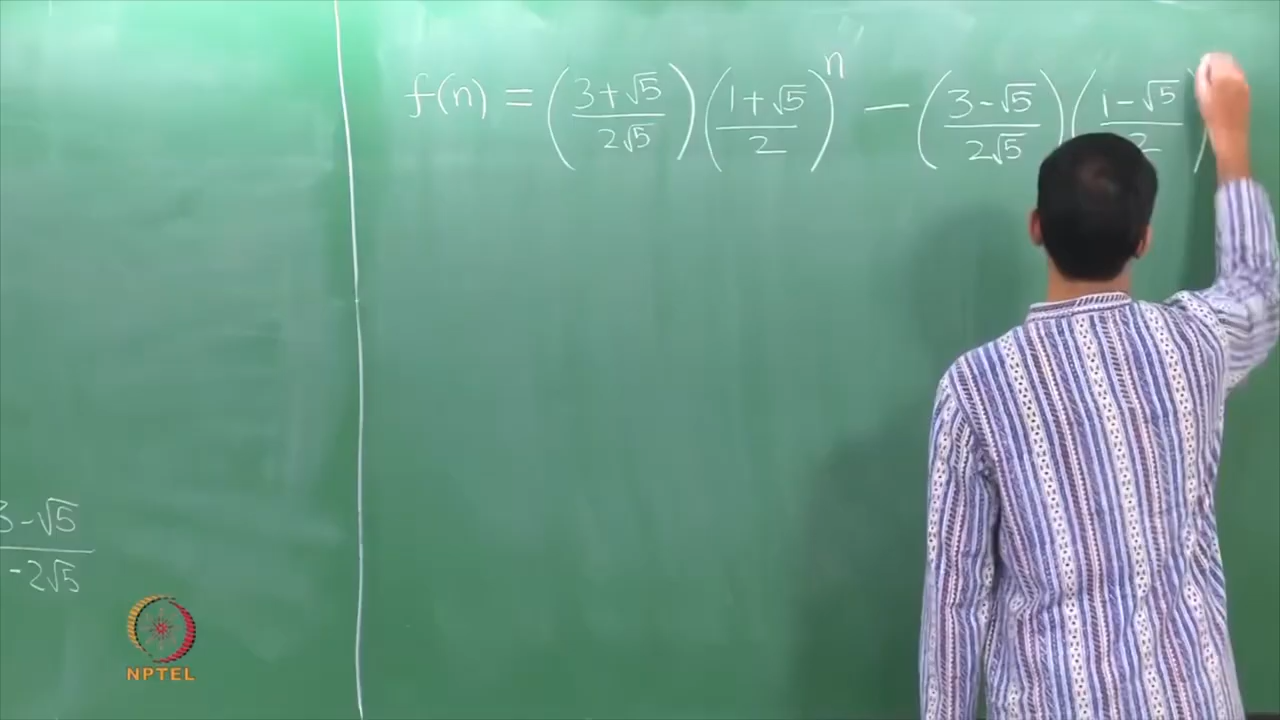 f(n) = (3+√5 / 2√5) (1+√5 / 2)^n − (3−√5 / 2√5) (1−√5 / 2)
3−√5 / −2√5
NPTEL